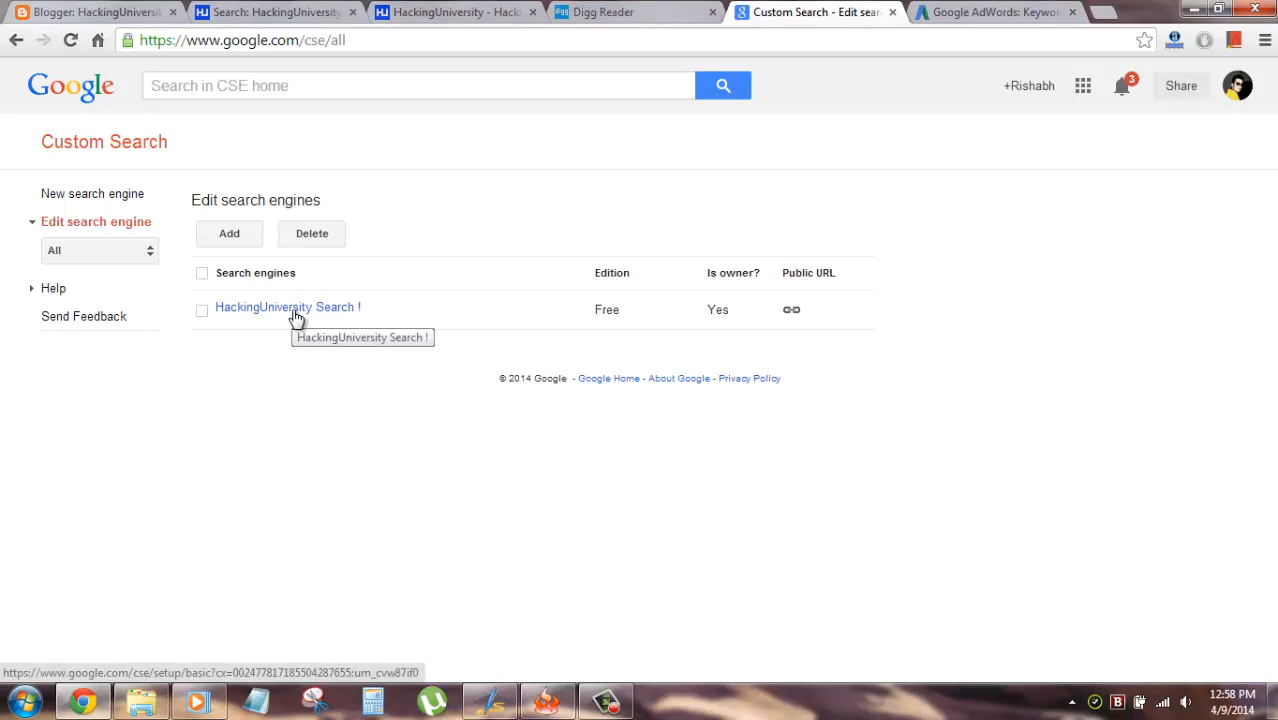 Blogger: HackingUniversit
Search: HackingUniversity
HackingUniversity - Hack
Digg Reader
Custom Search - Edit sear
Google AdWords: Keywor
https://www.google.com/cse/all
Google
Search in CSE home
+Rishabh
3
Share
Custom Search
New search engine
Edit search engine
All
Help
Send Feedback
Edit search engines
Add
Delete
Search engines Edition Is owner? Public URL
HackingUniversity Search ! Free Yes
HackingUniversity Search !
© 2014 Google - Google Home - About Google - Privacy Policy
https://www.google.com/cse/setup/basic?cx=002477817185504287655:um_cvw87if0
12:58 PM
4/9/2014